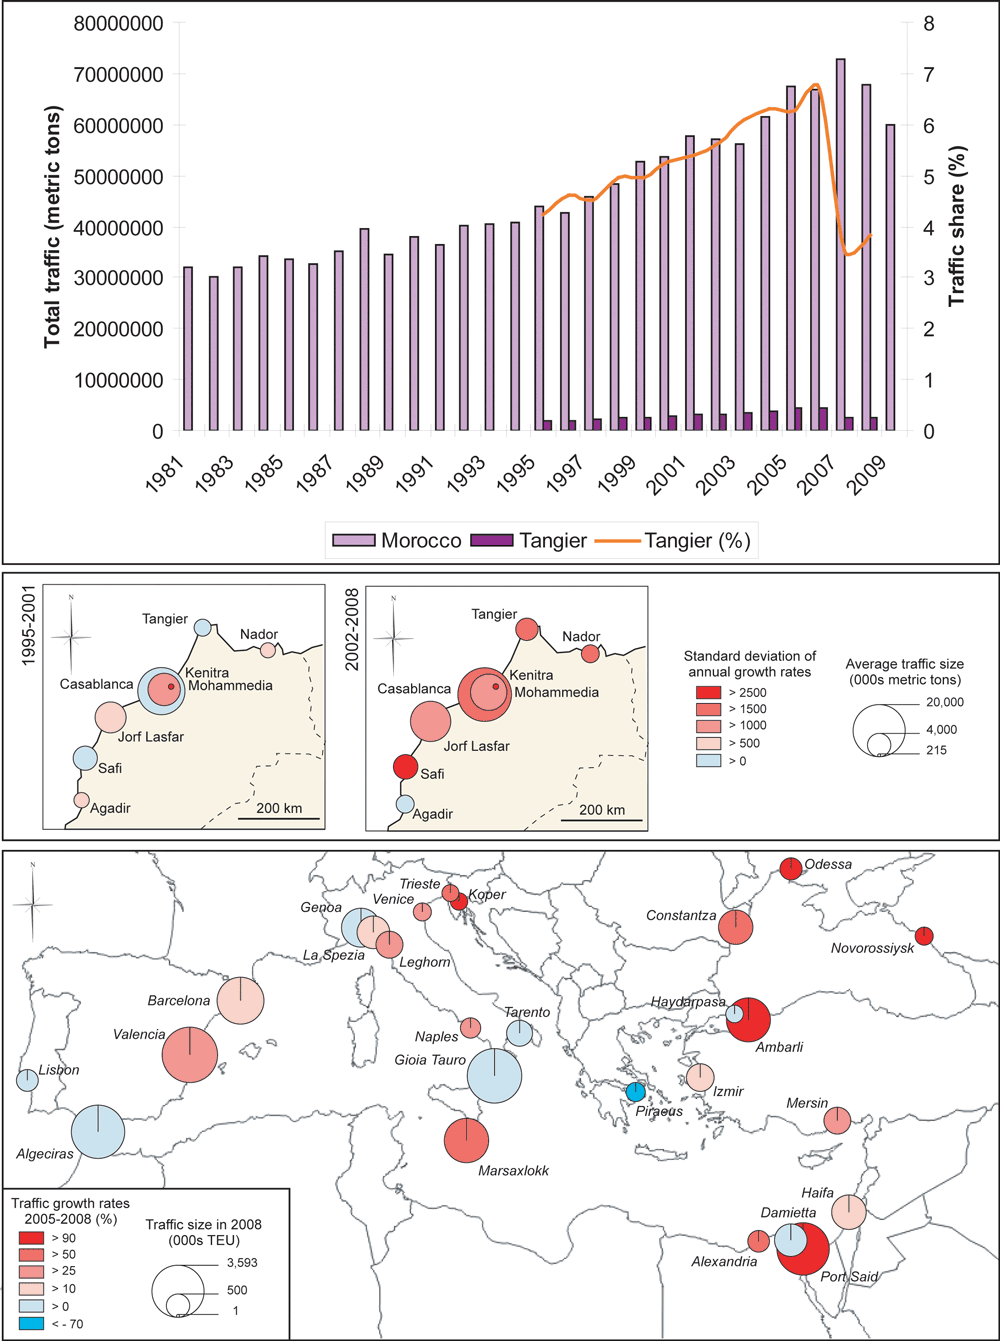 80000000
70000000
60000000
50000000
40000000
30000000
20000000
10000000
0
Total traffic (metric tons)
8
7
6
5
4
3
2
1
0
Traffic share (%)
1981
1983
1985
1987
1989
1991
1993
1995
1997
1999
2001
2003
2005
2007
2009
Morocco
Tangier
Tangier (%)
1995-2001
N
Tangier
Nador
Kenitra
Casablanca
Mohammedia
Jorf Lasfar
Safi
Agadir
200 km
2002-2008
N
Tangier
Nador
Kenitra
Casablanca
Mohammedia
Jorf Lasfar
Safi
Agadir
200 km
Standard deviation of
annual growth rates
> 2500
> 1500
> 1000
> 500
> 0
Average traffic size
(000s metric tons)
20,000
4,000
215
N
Odessa
Trieste
Koper
Venice
Genoa
Constantza
La Spezia
Leghorn
Novorossiysk
Barcelona
Haydarpasa
Tarento
Valencia
Naples
Ambarli
Gioia Tauro
Lisbon
Izmir
Piraeus
Mersin
Algeciras
Marsaxlokk
Haifa
Damietta
Alexandria
Port Said
Traffic growth rates
2005-2008 (%)
> 90
> 50
> 25
> 10
> 0
< - 70
Traffic size in 2008
(000s TEU)
3,593
500
1